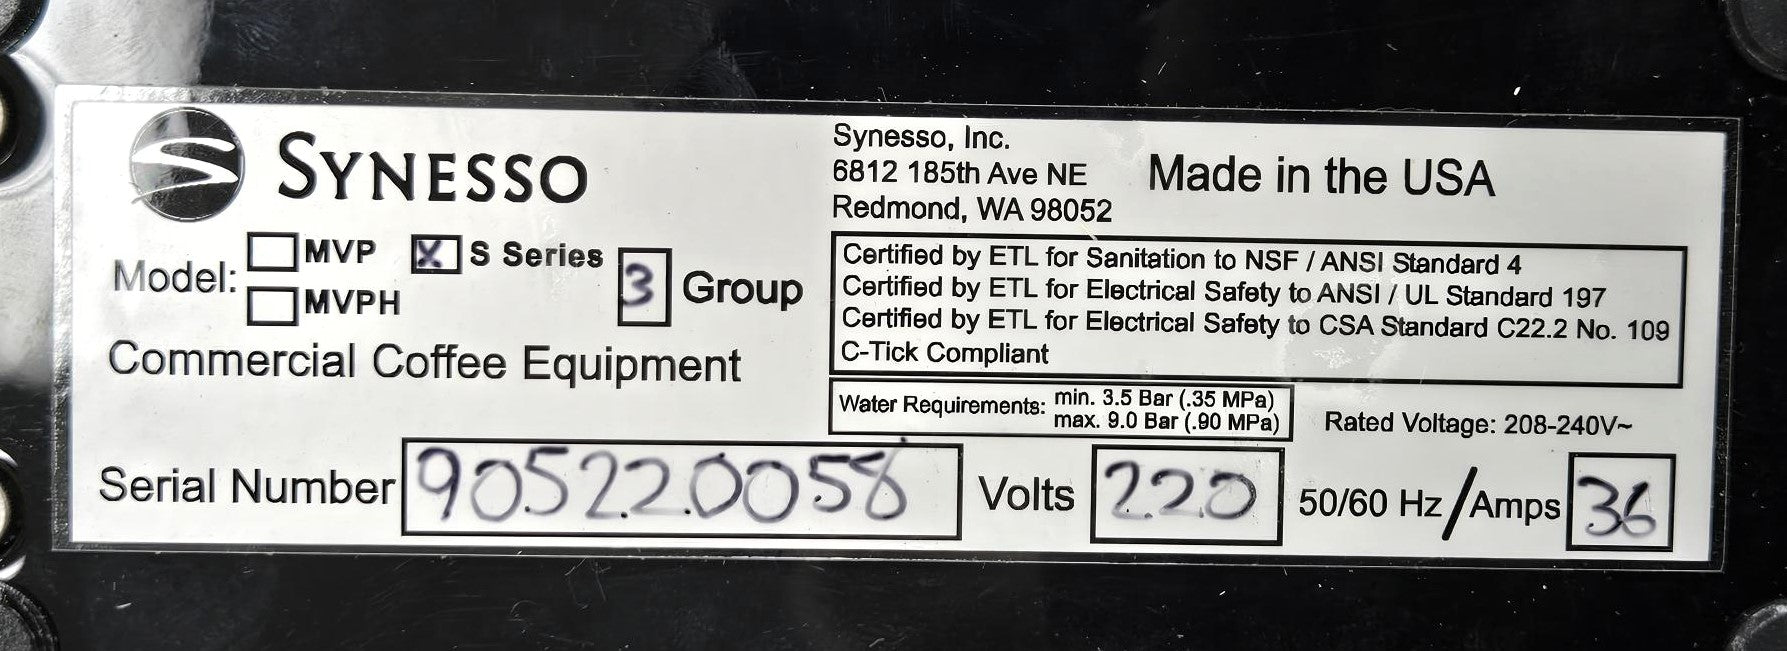 SYNESSO
Synesso, Inc.
6812 185th Ave NE
Redmond, WA 98052
Made in the USA
Model: MVP X S Series 3 Group
MVPH
Commercial Coffee Equipment
Certified by ETL for Sanitation to NSF / ANSI Standard 4
Certified by ETL for Electrical Safety to ANSI / UL Standard 197
Certified by ETL for Electrical Safety to CSA Standard C22.2 No. 109
C-Tick Compliant
Water Requirements: min. 3.5 Bar (.35 MPa)
max. 9.0 Bar (.90 MPa)
Rated Voltage: 208-240V~
Serial Number 905220058 Volts 220 50/60 Hz/Amps 36